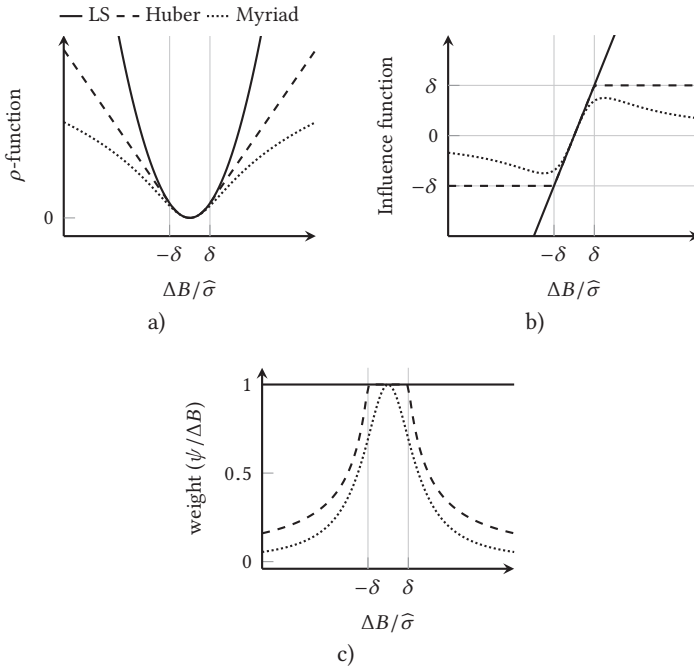 LS Huber Myriad
ρ-function
0
−δ δ
ΔB/σ̂
a)
Influence function
δ
0
−δ
−δ δ
ΔB/σ̂
b)
weight (ψ/ΔB)
1
0.5
0
−δ δ
ΔB/σ̂
c)